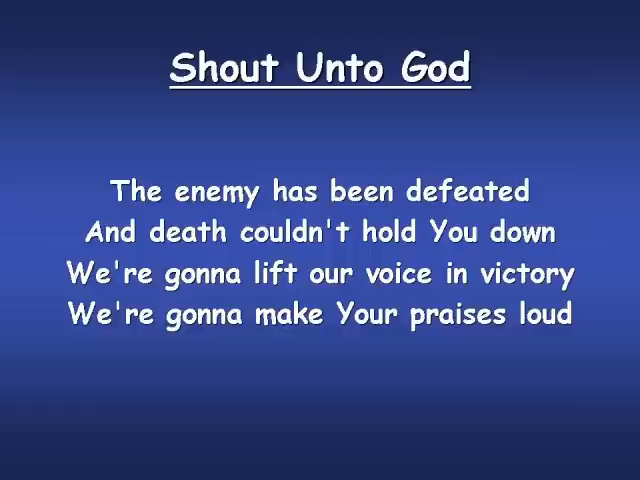 Shout Unto God
The enemy has been defeated
And death couldn't hold You down
We're gonna lift our voice in victory
We're gonna make Your praises loud